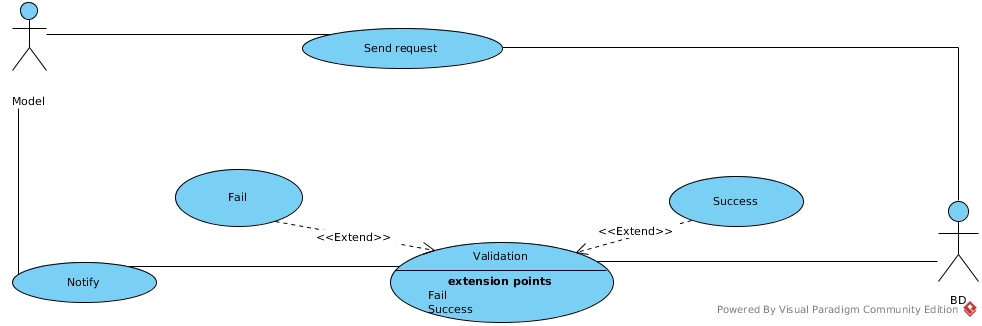 Send request
Model
Fail
Success
<<Extend>>
<<Extend>>
Validation
extension points
Fail
Success
Notify
BD
Powered By Visual Paradigm Community Edition